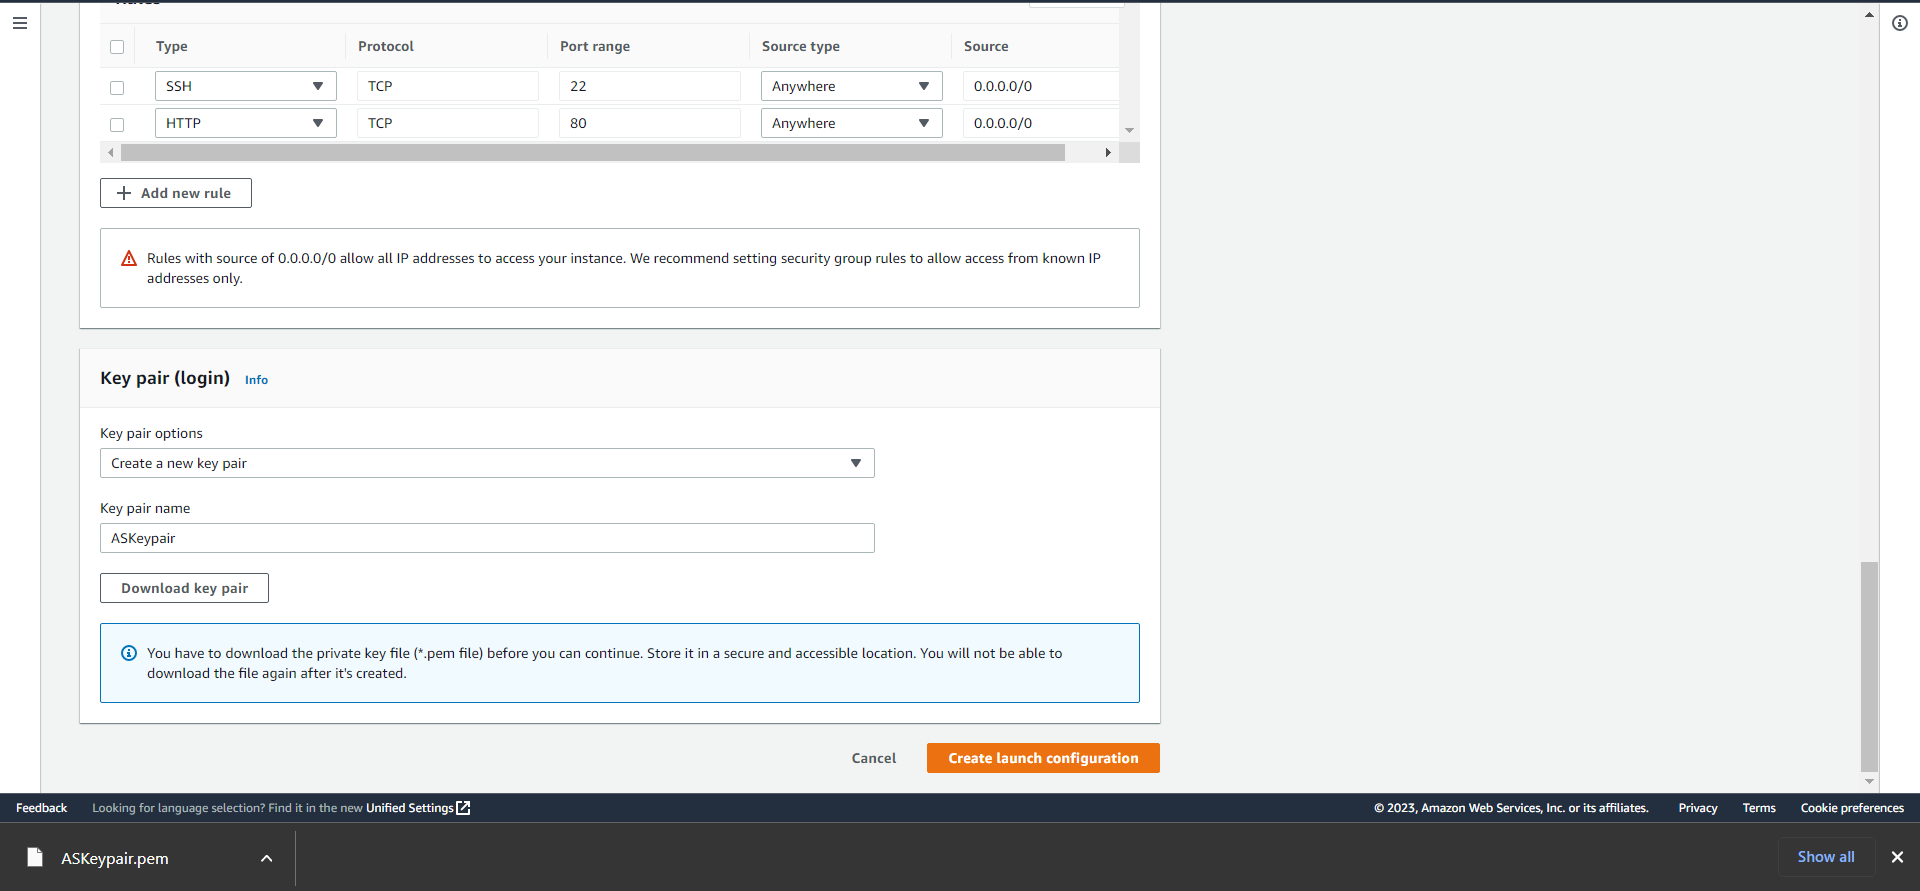 Type Protocol Port range Source type Source
SSH TCP 22 Anywhere 0.0.0.0/0
HTTP TCP 80 Anywhere 0.0.0.0/0
Add new rule
Rules with source of 0.0.0.0/0 allow all IP addresses to access your instance. We recommend setting security group rules to allow access from known IP
addresses only.
Key pair (login) Info
Key pair options
Create a new key pair
Key pair name
ASKeypair
Download key pair
You have to download the private key file (*.pem file) before you can continue. Store it in a secure and accessible location. You will not be able to
download the file again after it's created.
Cancel Create launch configuration
Feedback Looking for language selection? Find it in the new Unified Settings © 2023, Amazon Web Services, Inc. or its affiliates. Privacy Terms Cookie preferences
ASKeypair.pem Show all